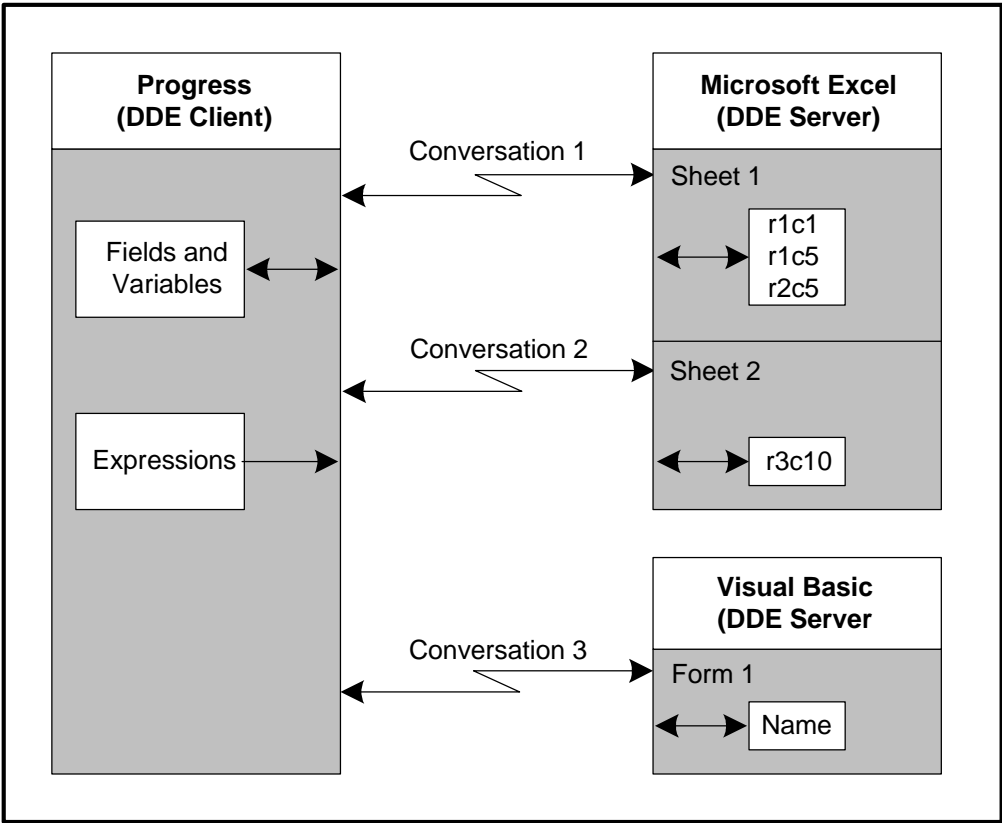 Progress
(DDE Client)
Fields and
Variables
Expressions
Conversation 1
Conversation 2
Conversation 3
Microsoft Excel
(DDE Server)
Sheet 1
r1c1
r1c5
r2c5
Sheet 2
r3c10
Visual Basic
(DDE Server
Form 1
Name